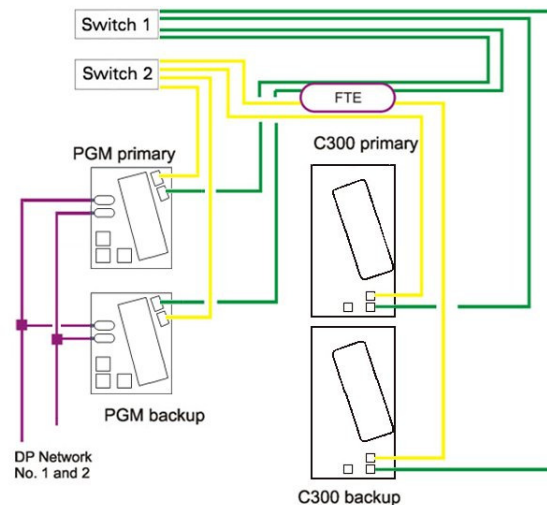 Switch 1
Switch 2
FTE
PGM primary
C300 primary
PGM backup
DP Network
No. 1 and 2
C300 backup